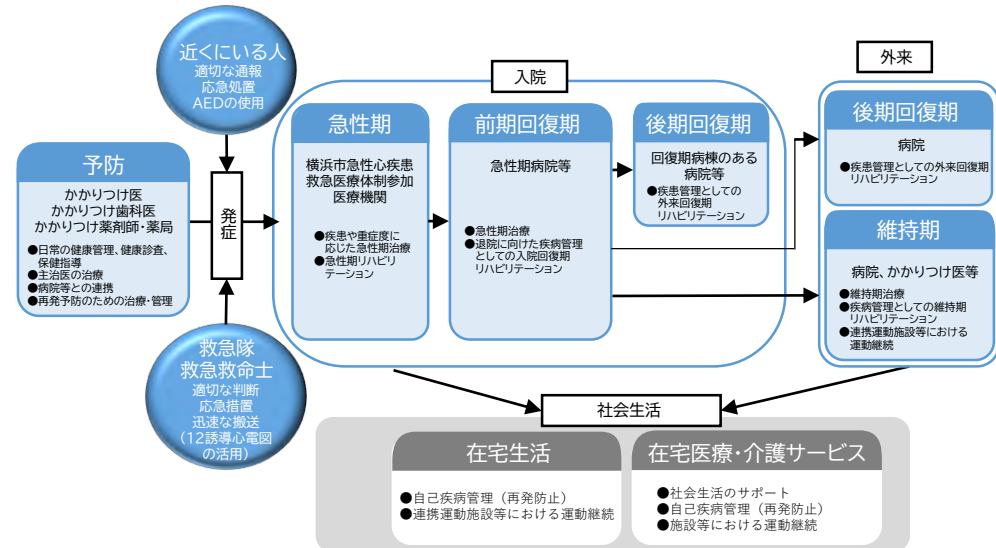 近くにいる人
適切な通報
応急処置
AEDの使用
予防
かかりつけ医
かかりつけ歯科医
かかりつけ薬剤師・薬局
●日常の健康管理、健康診査、
保健指導
●主治医の治療
●病院等との連携
●再発予防のための治療・管理
発症
救急隊
救急救命士
適切な判断
応急措置
迅速な搬送
(12誘導心電図
の活用)
入院
急性期
横浜市急性心疾患
救急医療体制参加
医療機関
●疾患や重症度に
応じた急性期治療
●急性期リハビリ
テーション
前期回復期
急性期病院等
●急性期治療
●退院に向けた疾病管理
としての入院回復期
リハビリテーション
後期回復期
回復期病棟のある
病院等
●疾患管理としての
外来回復期
リハビリテーション
外来
後期回復期
病院
●疾患管理としての外来回復期
リハビリテーション
維持期
病院、かかりつけ医等
●維持期治療
●疾病管理としての維持期
リハビリテーション
●連携運動施設等における
運動継続
社会生活
在宅生活
●自己疾病管理（再発防止）
●連携運動施設等における運動継続
在宅医療・介護サービス
●社会生活のサポート
●自己疾病管理（再発防止）
●施設等における運動継続